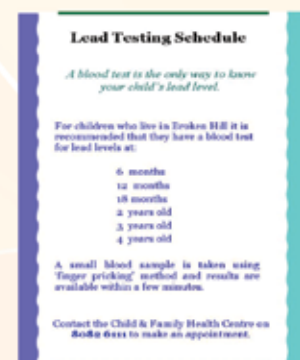 Lead Testing Schedule
A blood test is the only way to know
your child's lead level.
For children who live in Broken Hill it is
recommended that they have a blood test
for lead levels at:
6 months
12 months
18 months
2 years old
3 years old
4 years old
A small blood sample is taken using
'finger pricking' method and results are
available within a few minutes.
Contact the Child & Family Health Centre on
8082 6111 to make an appointment.